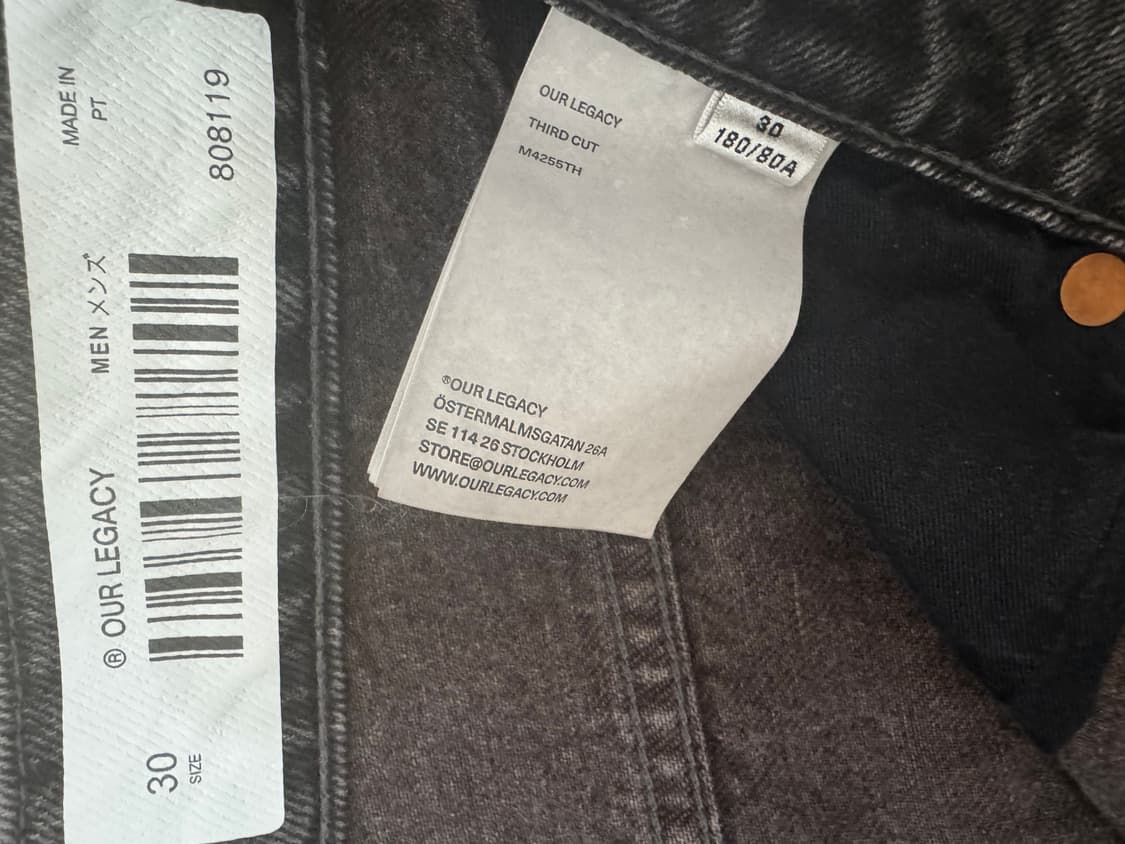 MADE IN
PT
808119
MEN メンズ
® OUR LEGACY
30
SIZE
OUR LEGACY
THIRD CUT
M4255TH
30
180/80A
®OUR LEGACY
ÖSTERMALMSGATAN 26A
SE 114 26 STOCKHOLM
STORE@OURLEGACY.COM
WWW.OURLEGACY.COM